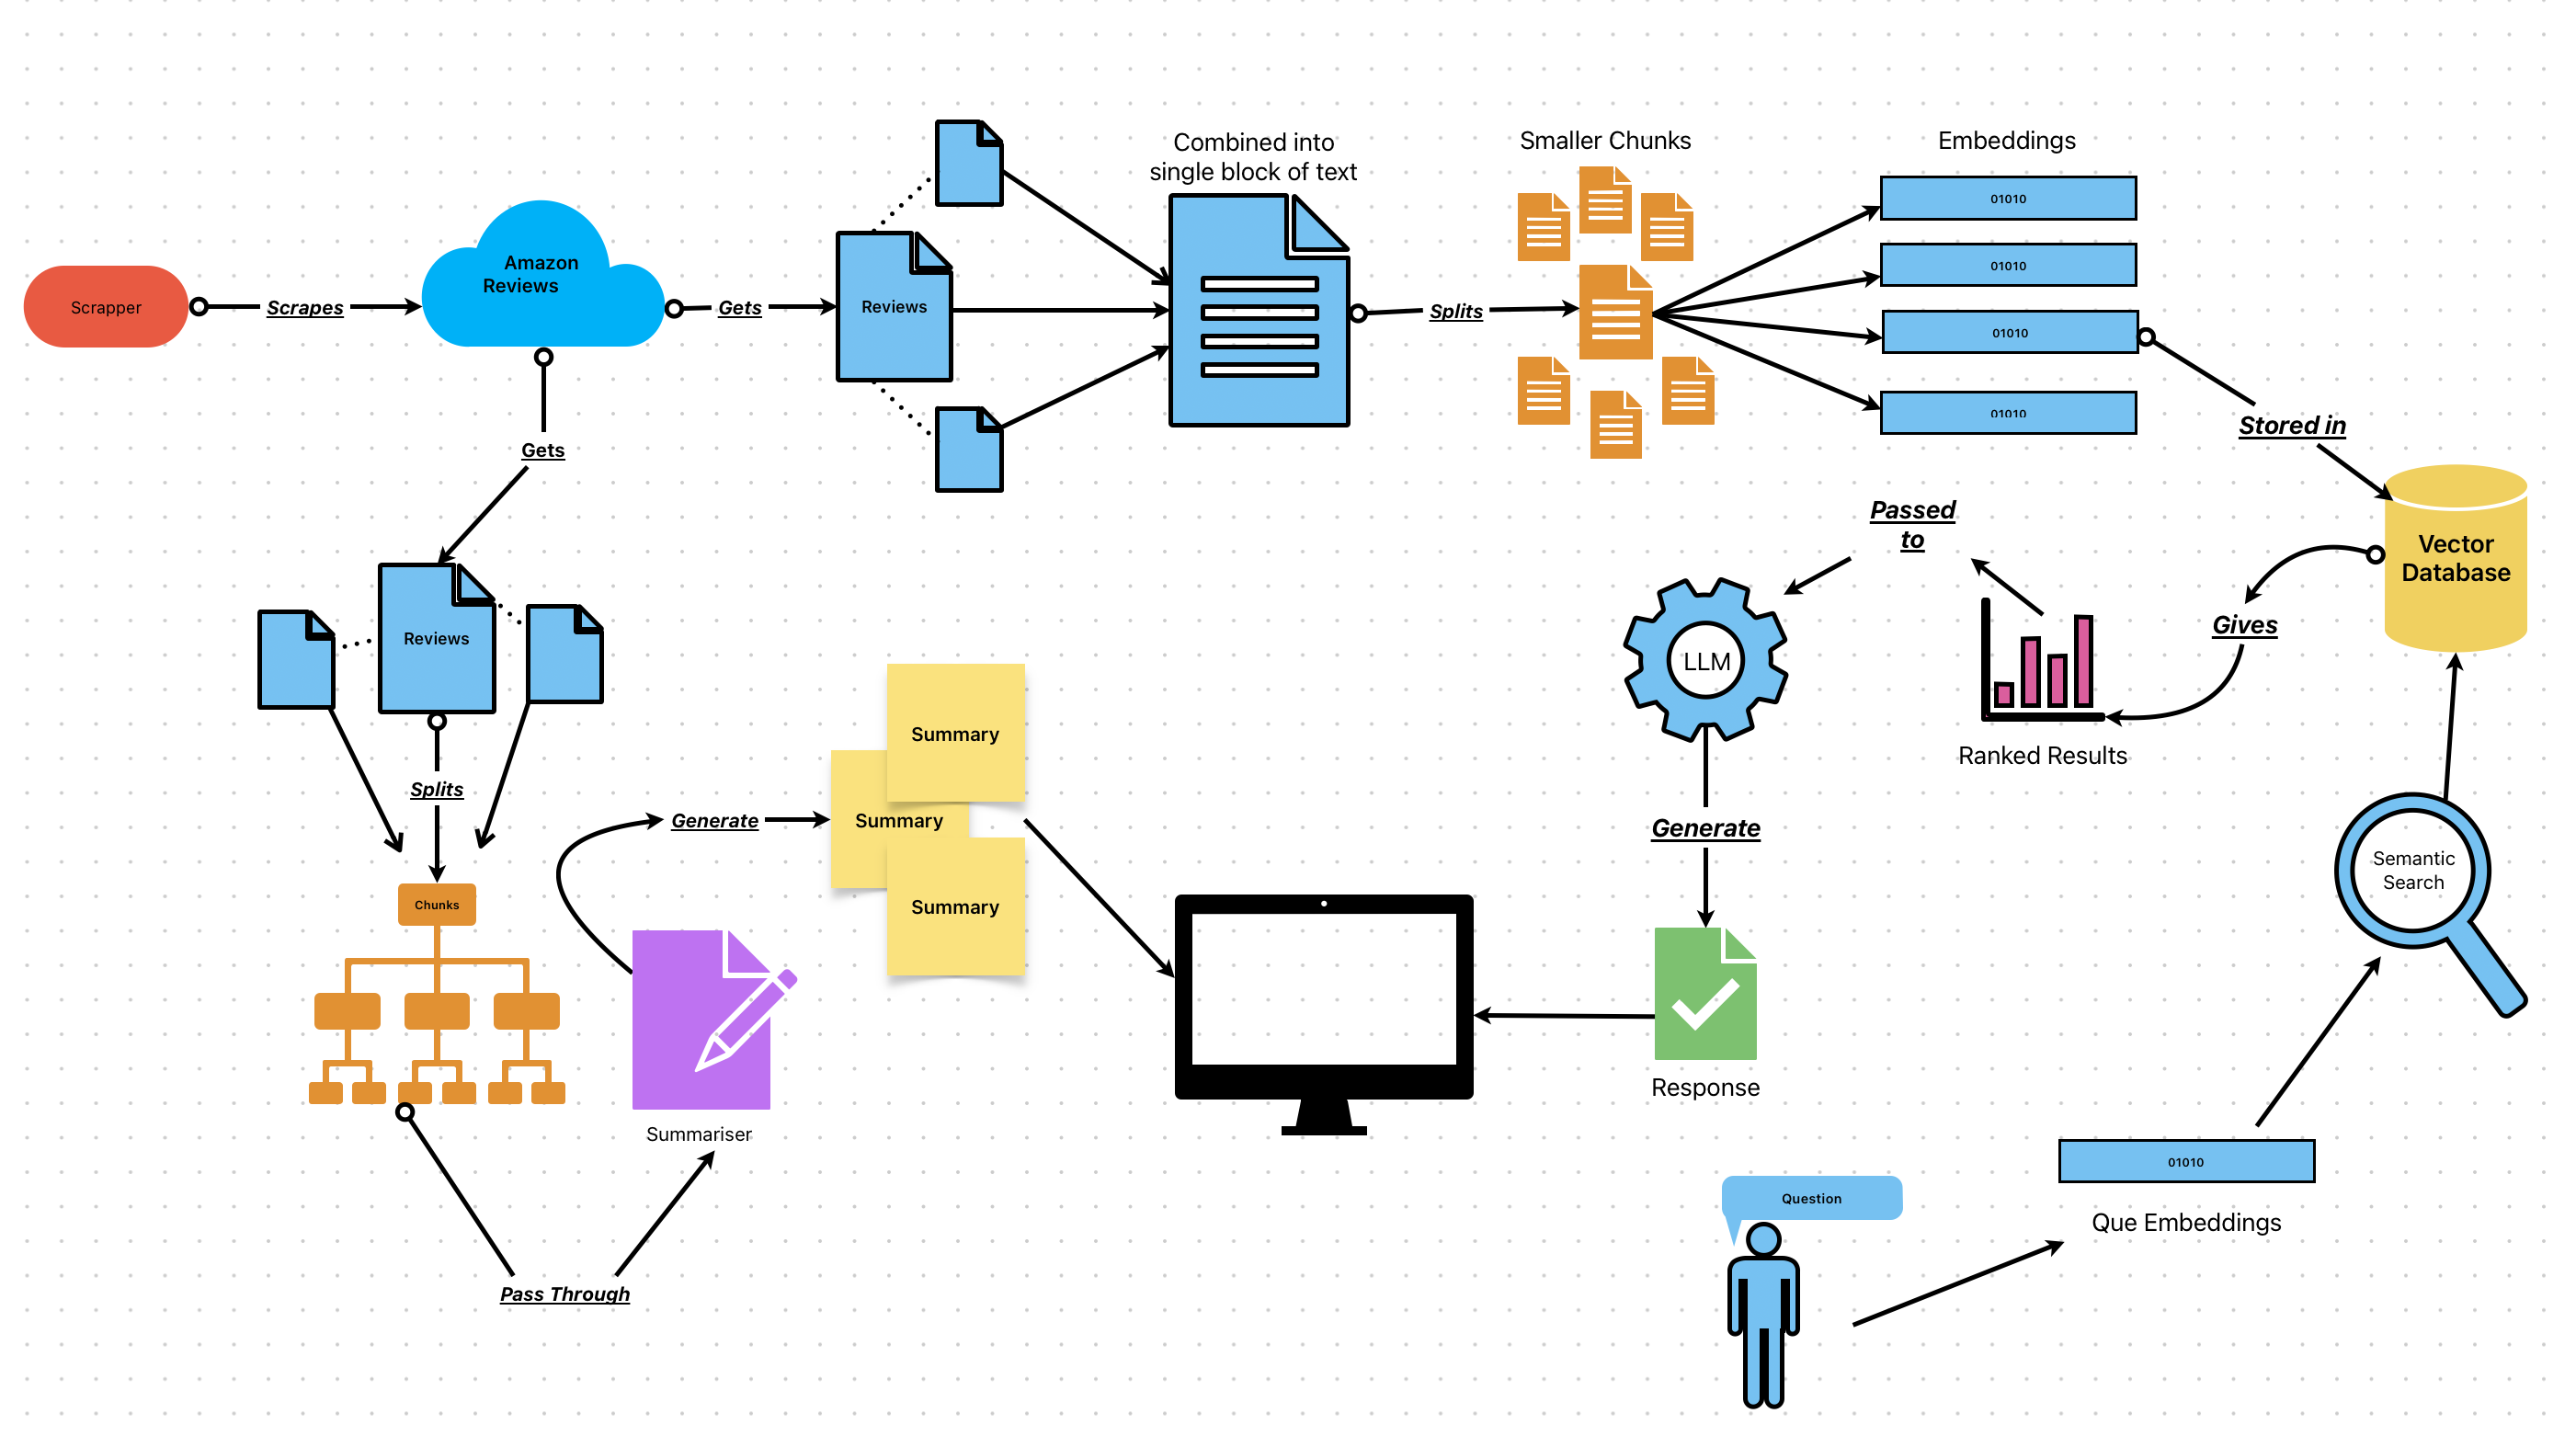 Combined into
single block of text
Smaller Chunks
Embeddings
01010
01010
01010
01010
Scrapper
Scrapes
Amazon
Reviews
Gets
Reviews
Splits
Stored in
Gets
Vector
Database
Passed
to
Gives
LLM
Ranked Results
Reviews
Splits
Chunks
Summary
Summary
Summary
Generate
Generate
Semantic
Search
Summariser
Pass Through
Response
Question
01010
Que Embeddings